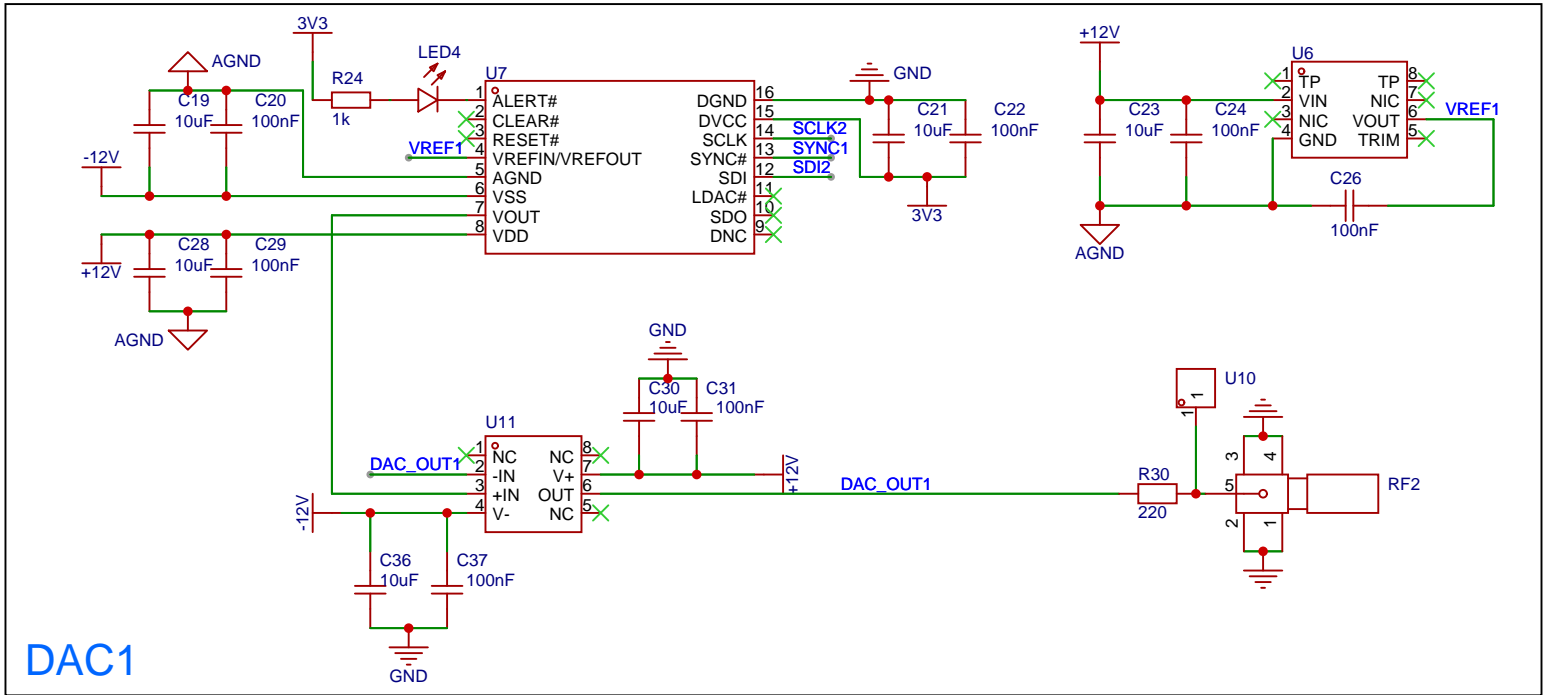 3V3
LED4
AGND
R24
1k
C19
10uF
C20
100nF
-12V
VREF1
U7
1 ALERT#
2 CLEAR#
3 RESET#
4 VREFIN/VREFOUT
5 AGND
6 VSS
7 VOUT
8 VDD
16 DGND
15 DVCC
14 SCLK
13 SYNC#
12 SDI
11 LDAC#
10 SDO
9 DNC
GND
C21
10uF
C22
100nF
SCLK2
SYNC1
SDI2
3V3
+12V
C23
10uF
C24
100nF
U6
1 TP
2 VIN
3 NIC
4 GND
TP 8
NIC 7
VOUT 6
TRIM 5
VREF1
C26
100nF
AGND
+12V
C28
10uF
C29
100nF
AGND
GND
C30
10uF
C31
100nF
U11
DAC_OUT1
1 NC
2 -IN
3 +IN
4 V-
NC 8
V+ 7
OUT 6
NC 5
+12V
DAC_OUT1
-12V
C36
10uF
C37
100nF
GND
R30
220
U10
1
1
3
4
5
2
1
RF2
DAC1